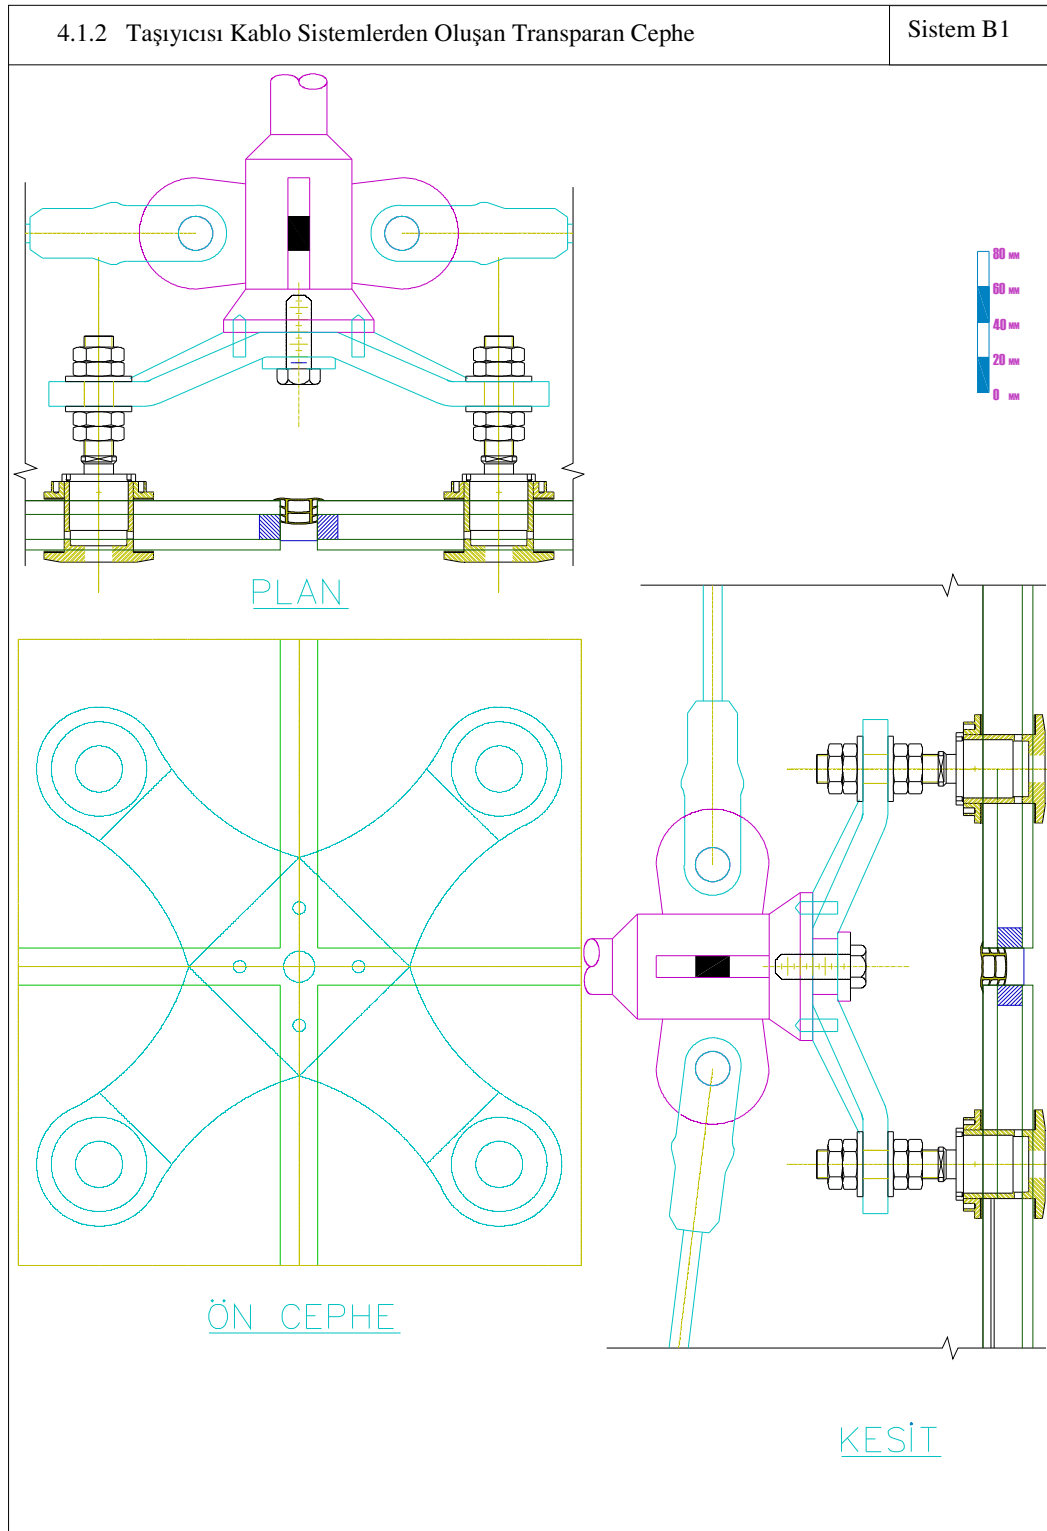 4.1.2 Taşıyıcısı Kablo Sistemlerden Oluşan Transparan Cephe
Sistem B1
80 MM
60 MM
40 MM
20 MM
0 MM
PLAN
ÖN CEPHE
KESİT